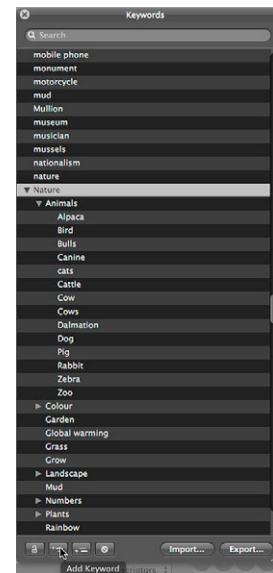 Keywords
Search
mobile phone
monument
motorcycle
mud
Mullion
museum
musician
mussels
nationalism
nature
Nature
Animals
Alpaca
Bird
Bulls
Canine
cats
Cattle
Cow
Cows
Dalmation
Dog
Pig
Rabbit
Zebra
Zoo
Colour
Garden
Global warming
Grass
Grow
Landscape
Mud
Numbers
Plants
Rainbow
Import... Export...
Add Keyword